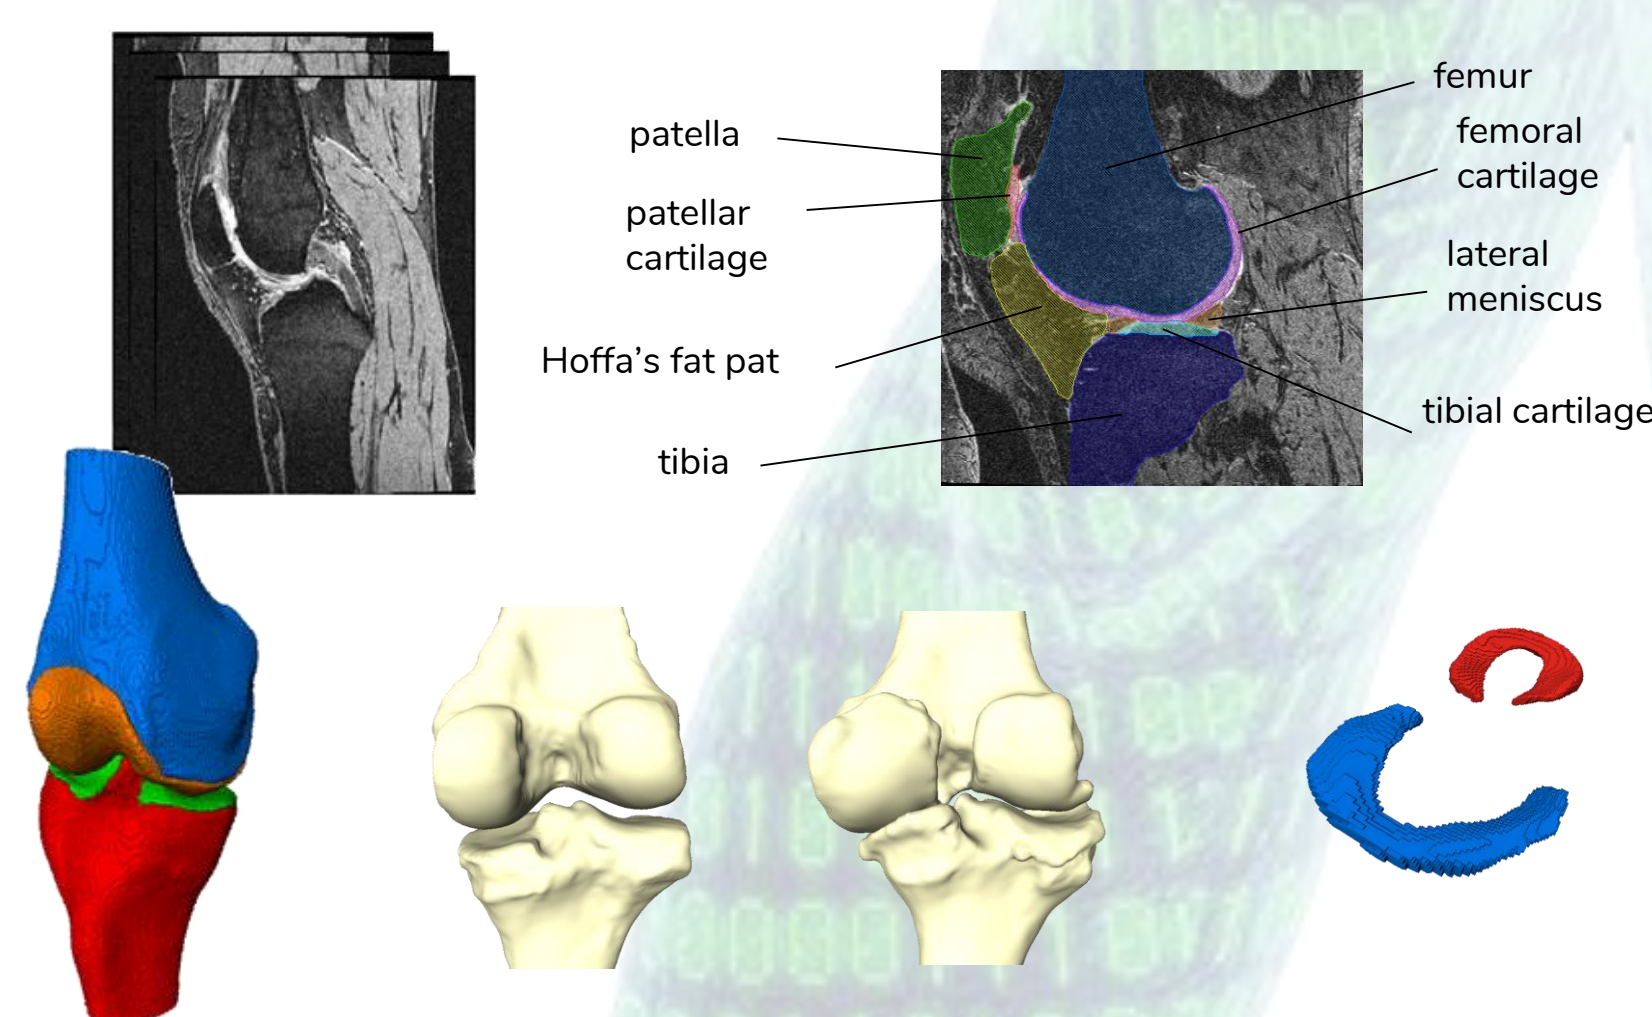 patella
patellar
cartilage
Hoffa's fat pat
tibia
femur
femoral
cartilage
lateral
meniscus
tibial cartilage